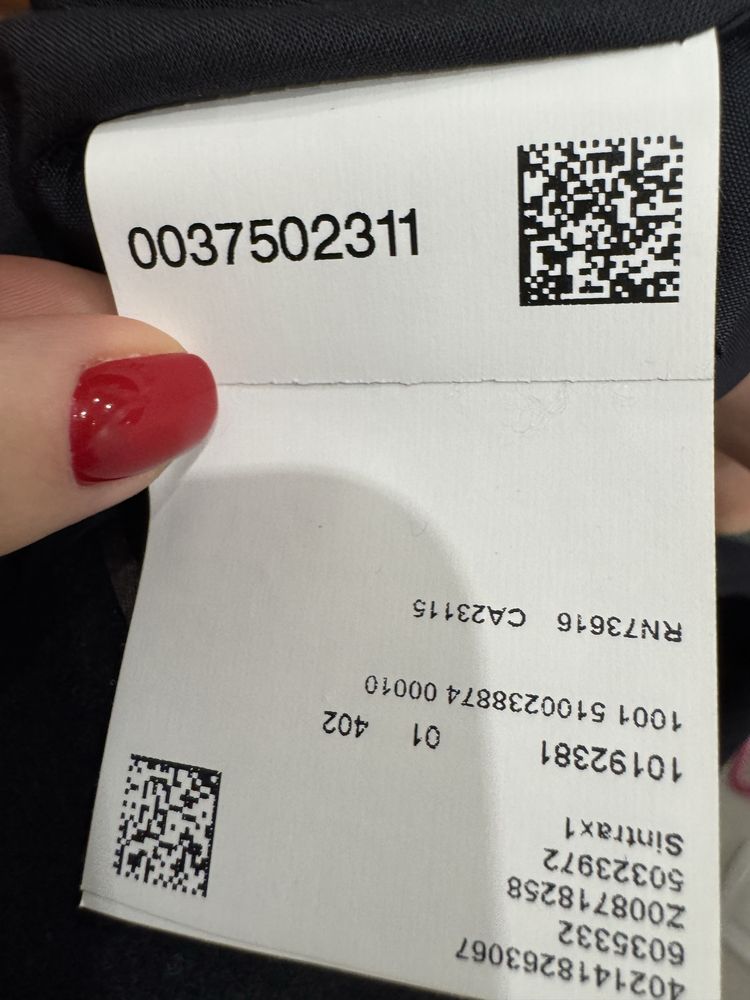 0037502311
4021418263067
6035332
Z008718258
50323972
Sintrax1
10192381 01 402
1001 5100238874 00010
RN73616 CA23115